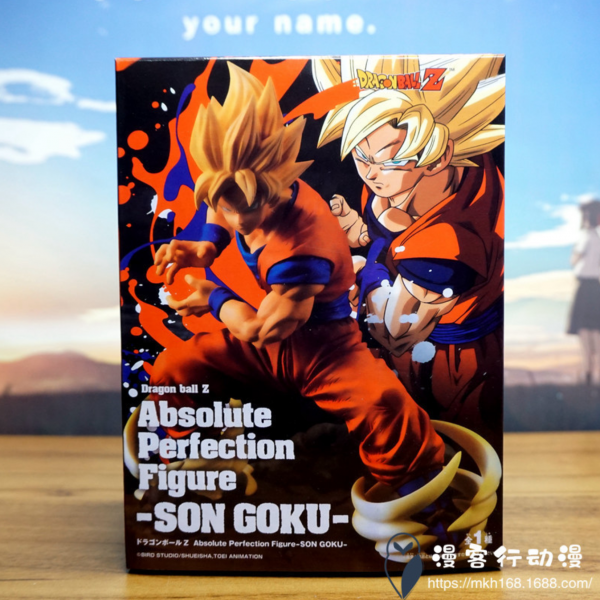 your name.
DRAGONBALL Z
Dragon ball Z
Absolute
Perfection
Figure
-SON GOKU-
ドラゴンボールZ Absolute Perfection Figure-SON GOKU-
©BIRD STUDIO/SHUEISHA,TOEI ANIMATION
全1種
漫客行动漫
https://mkh168.1688.com/